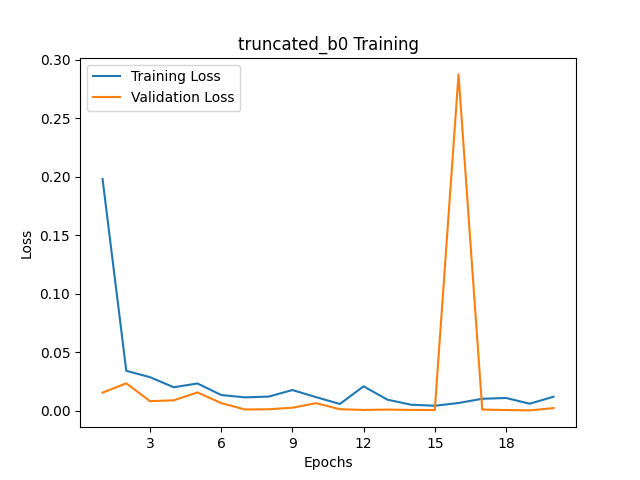 truncated_b0 Training
Training Loss
Validation Loss
0.30
0.25
0.20
0.15
0.10
0.05
0.00
Loss
3 6 9 12 15 18
Epochs